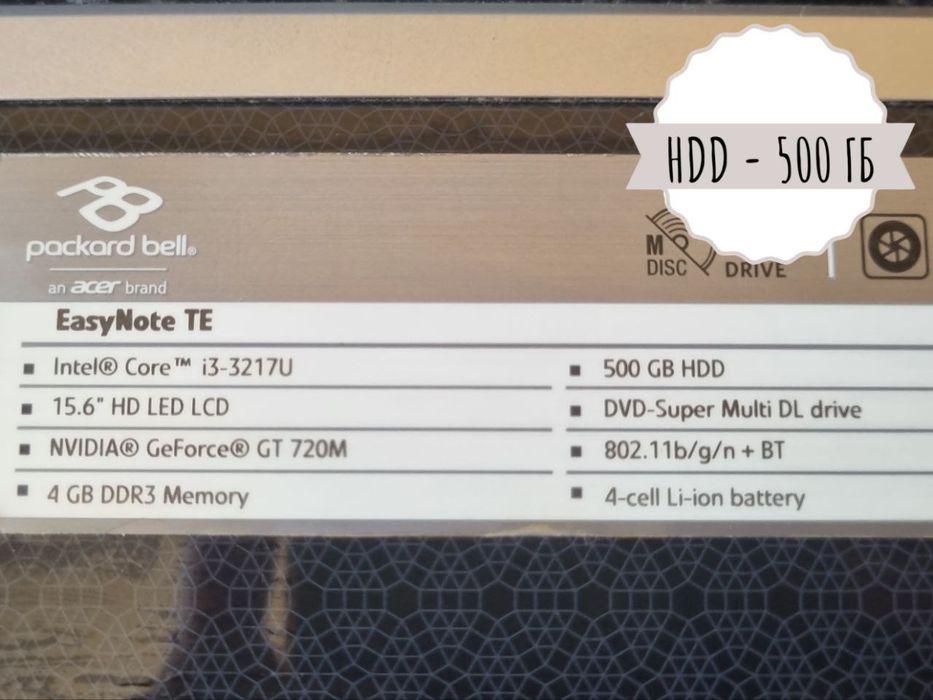 HDD - 500 ГБ
packard bell®
an acer brand
M
DISC
DRIVE
EasyNote TE
Intel® Core™ i3-3217U
15.6" HD LED LCD
NVIDIA® GeForce® GT 720M
4 GB DDR3 Memory
500 GB HDD
DVD-Super Multi DL drive
802.11b/g/n + BT
4-cell Li-ion battery